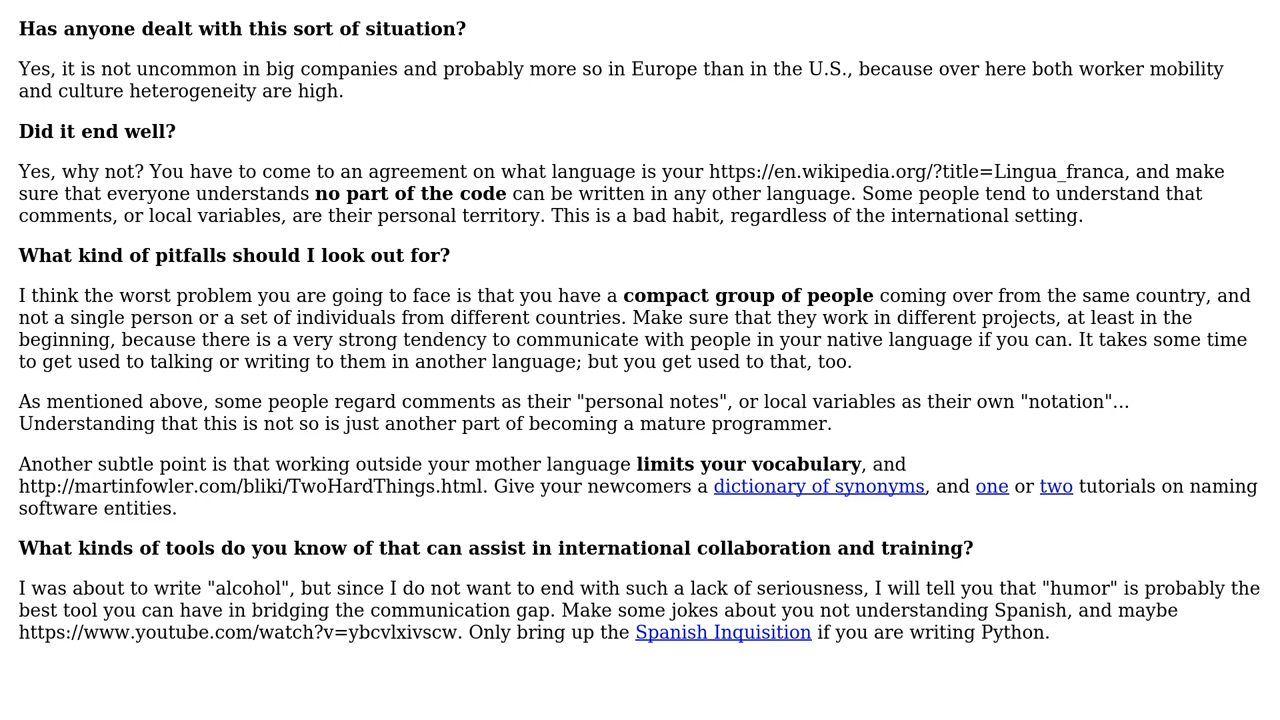 Has anyone dealt with this sort of situation?
Yes, it is not uncommon in big companies and probably more so in Europe than in the U.S., because over here both worker mobility
and culture heterogeneity are high.
Did it end well?
Yes, why not? You have to come to an agreement on what language is your https://en.wikipedia.org/?title=Lingua_franca, and make
sure that everyone understands no part of the code can be written in any other language. Some people tend to understand that
comments, or local variables, are their personal territory. This is a bad habit, regardless of the international setting.
What kind of pitfalls should I look out for?
I think the worst problem you are going to face is that you have a compact group of people coming over from the same country, and
not a single person or a set of individuals from different countries. Make sure that they work in different projects, at least in the
beginning, because there is a very strong tendency to communicate with people in your native language if you can. It takes some time
to get used to talking or writing to them in another language; but you get used to that, too.
As mentioned above, some people regard comments as their "personal notes", or local variables as their own "notation"...
Understanding that this is not so is just another part of becoming a mature programmer.
Another subtle point is that working outside your mother language limits your vocabulary, and
http://martinfowler.com/bliki/TwoHardThings.html. Give your newcomers a dictionary of synonyms, and one or two tutorials on naming
software entities.
What kinds of tools do you know of that can assist in international collaboration and training?
I was about to write "alcohol", but since I do not want to end with such a lack of seriousness, I will tell you that "humor" is probably the
best tool you can have in bridging the communication gap. Make some jokes about you not understanding Spanish, and maybe
https://www.youtube.com/watch?v=ybcvlxivscw. Only bring up the Spanish Inquisition if you are writing Python.